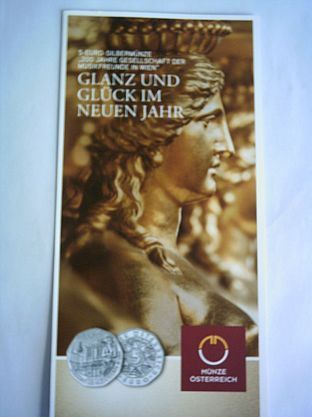 5-EURO-SILBERMÜNZE
„200 JAHRE GESELLSCHAFT DER
MUSIKFREUNDE IN WIEN“
GLANZ UND
GLÜCK IM
NEUEN JAHR
MÜNZE
ÖSTERREICH